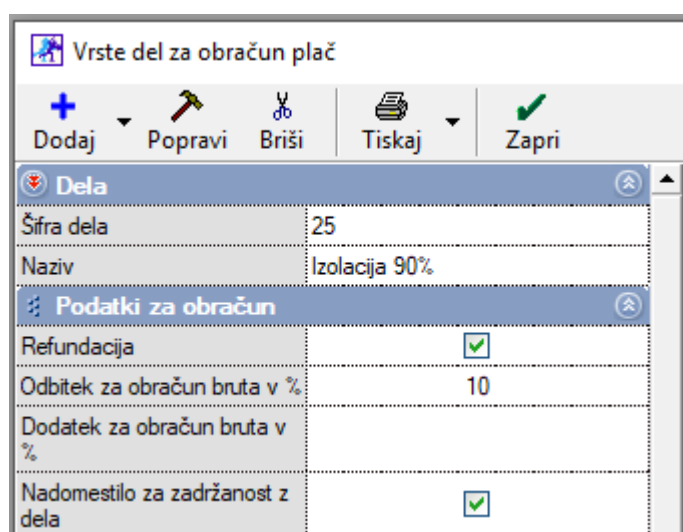 Vrste del za obračun plač
Dodaj Popravi Briši Tiskaj Zapri
Dela
Šifra dela 25
Naziv Izolacija 90%
Podatki za obračun
Refundacija
Odbitek za obračun bruta v % 10
Dodatek za obračun bruta v
%
Nadomestilo za zadržanost z
dela